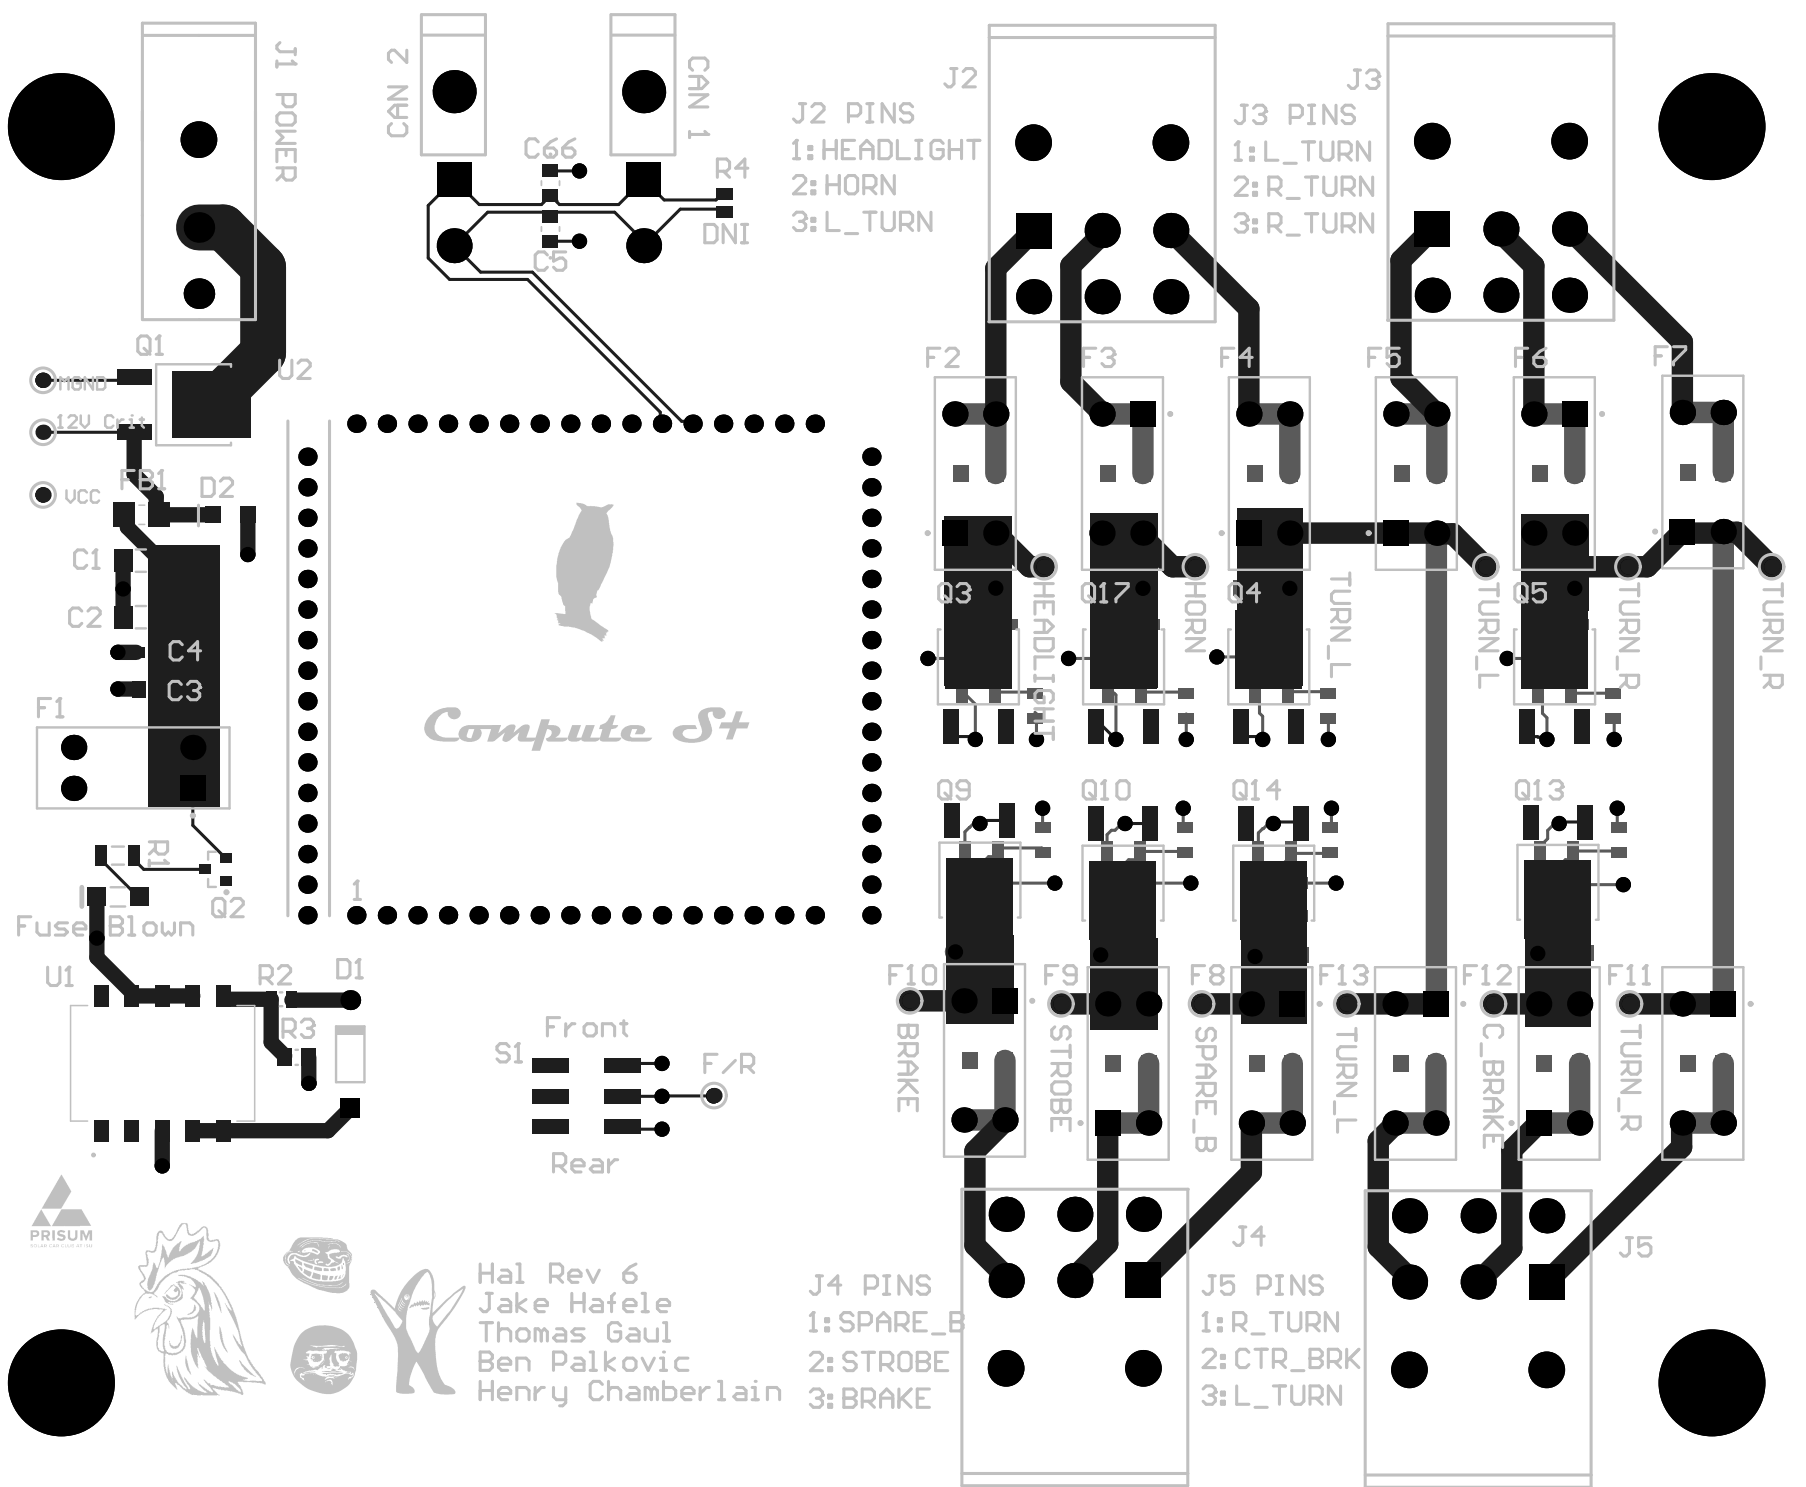 J1 POWER
CAN 2
CAN 1
C66
C5
R4
DNI
J2
J2 PINS
1:HEADLIGHT
2:HORN
3:L_TURN
J3
J3 PINS
1:L_TURN
2:R_TURN
3:R_TURN
Q1
U2
MGND
12V Crit
VCC
FB1
D2
C1
C2
C4
C3
F1
R1
Q2
Fuse Blown
1
Compute S+
F2
F3
F4
F5
F6
F7
Q3
Q17
Q4
Q5
HEADLIGHT
HORN
TURN_L
TURN_L
TURN_R
TURN_R
Q9
Q10
Q14
Q13
F10
F9
F8
F13
F12
F11
BRAKE
STROBE
SPARE_B
TURN_L
C_BRAKE
TURN_R
U1
R2
D1
R3
Front
S1
F/R
Rear
PRISUM
Hal Rev 6
Jake Hafele
Thomas Gaul
Ben Palkovic
Henry Chamberlain
J4
J4 PINS
1:SPARE_B
2:STROBE
3:BRAKE
J5
J5 PINS
1:R_TURN
2:CTR_BRK
3:L_TURN